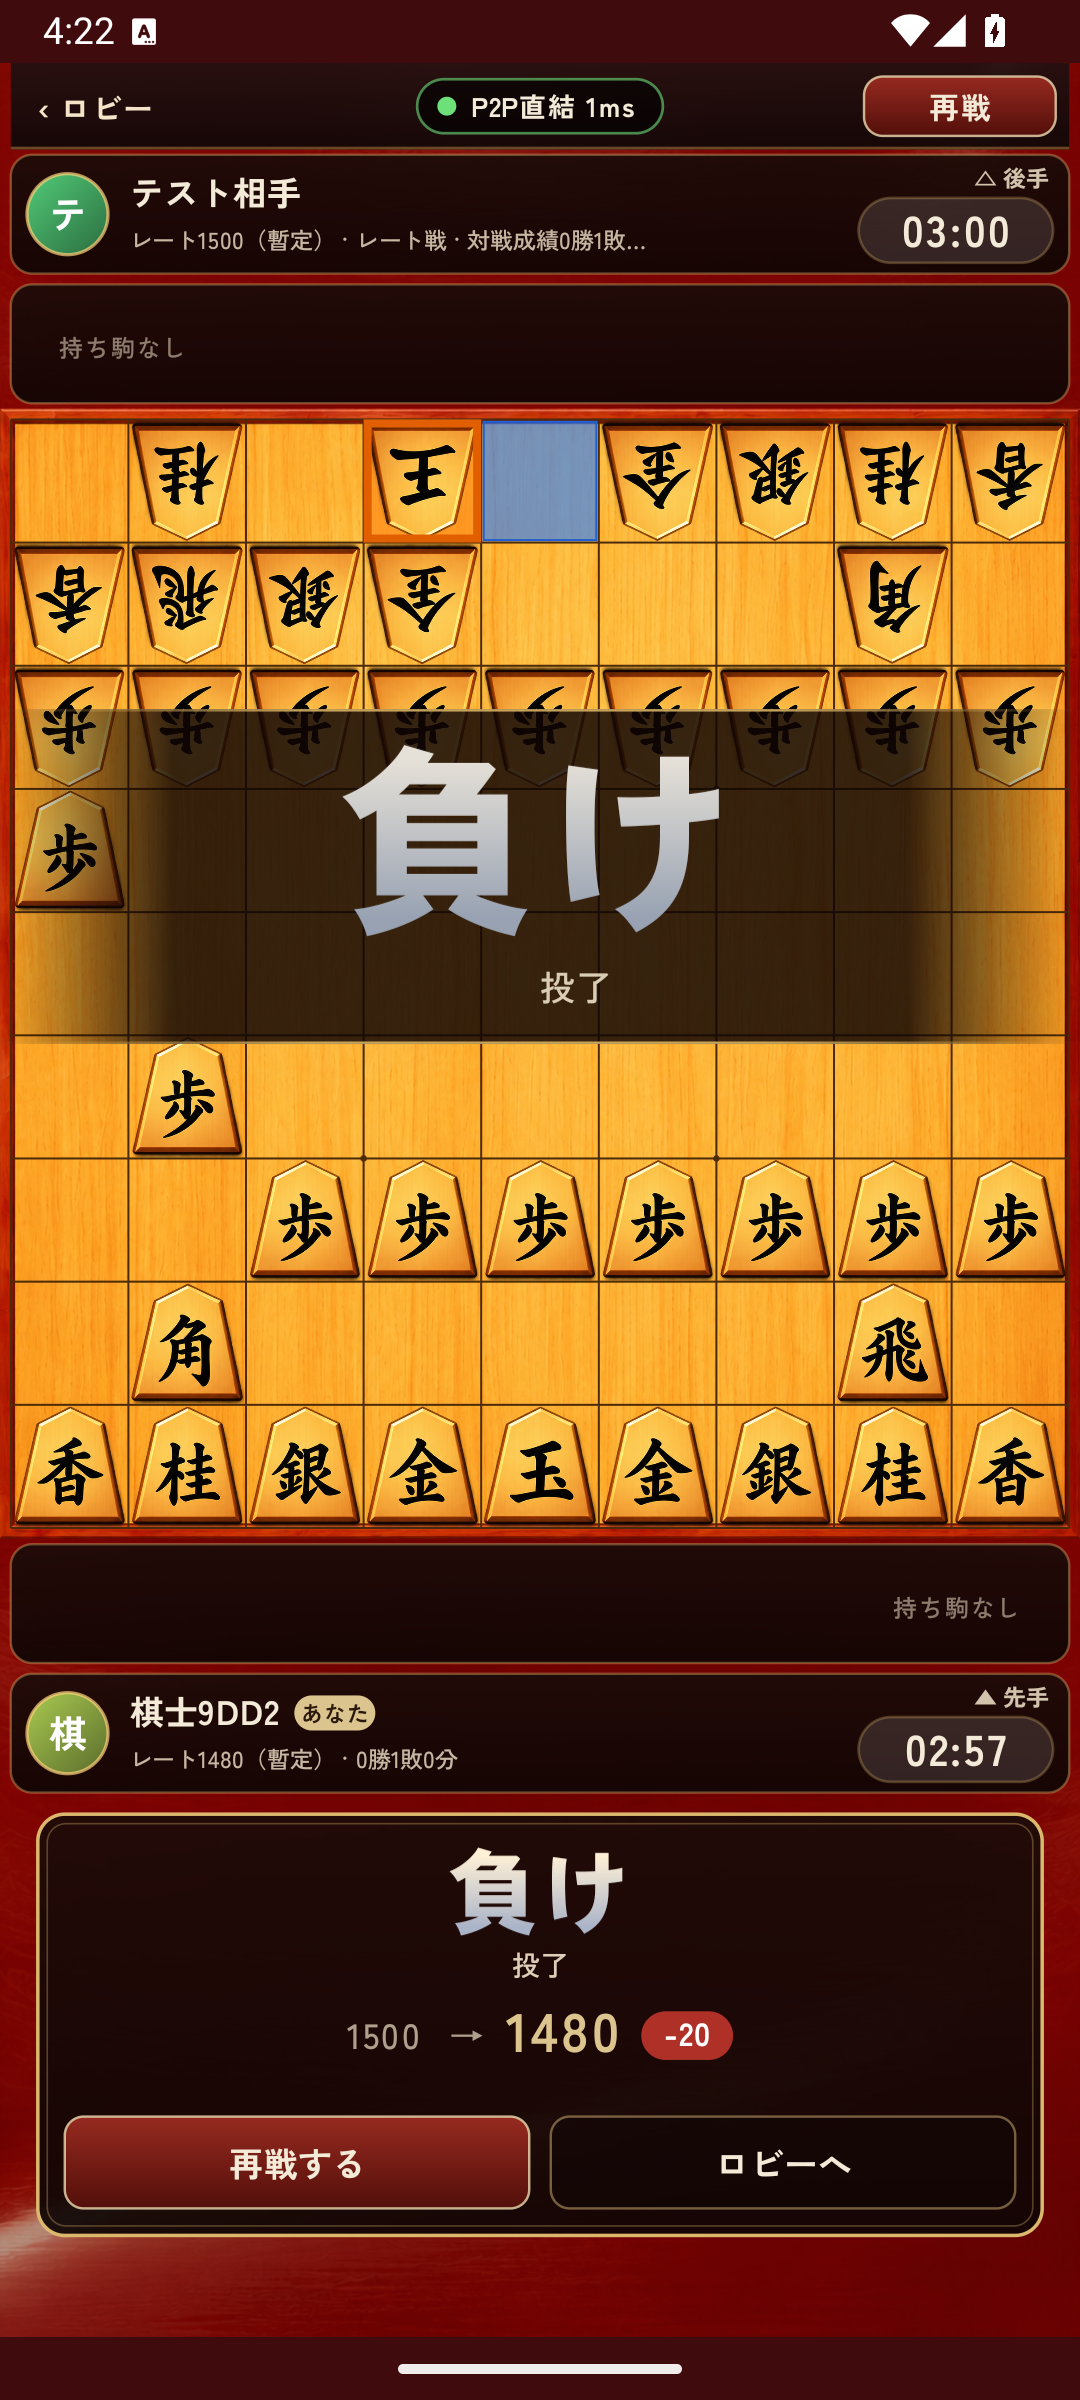 4:22
‹ ロビー
P2P直結 1ms
再戦
テ
テスト相手
レート1500（暫定）· レート戦 · 対戦成績0勝1敗…
△ 後手
03:00
持ち駒なし
桂 王 金 銀 桂 香
香 飛 銀 金 角
歩 歩 歩 歩 歩 歩 歩 歩 歩
歩
負け
投了
歩
歩 歩 歩 歩 歩 歩 歩
角 飛
香 桂 銀 金 玉 金 銀 桂 香
持ち駒なし
棋
棋士9DD2 あなた
レート1480（暫定）· 0勝1敗0分
▲ 先手
02:57
負け
投了
1500 → 1480 -20
再戦する
ロビーへ